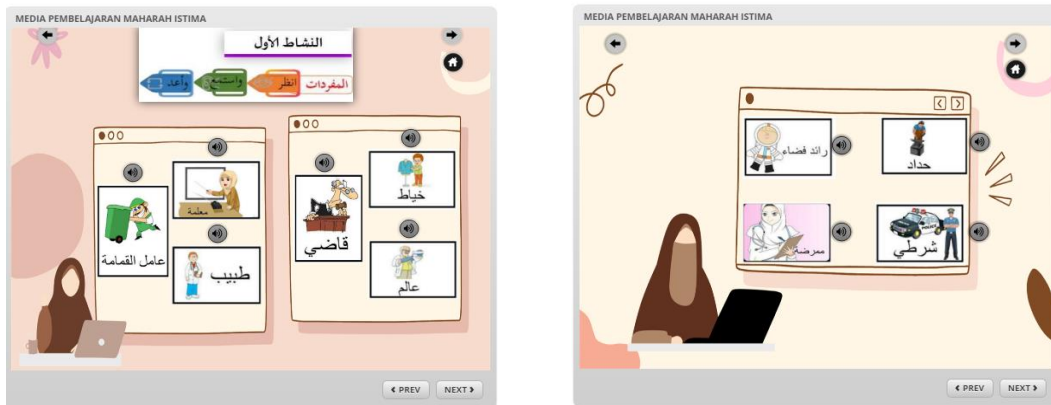 MEDIA PEMBELAJARAN MAHARAH ISTIMA
النشاط الأول
المفردات انظر واستمع وأعد
معلمة
عامل القمامة
طبيب
خياط
قاضي
عالم
PREV NEXT
MEDIA PEMBELAJARAN MAHARAH ISTIMA
رائد فضاء
حداد
ممرضة
POLICE
شرطي
PREV NEXT